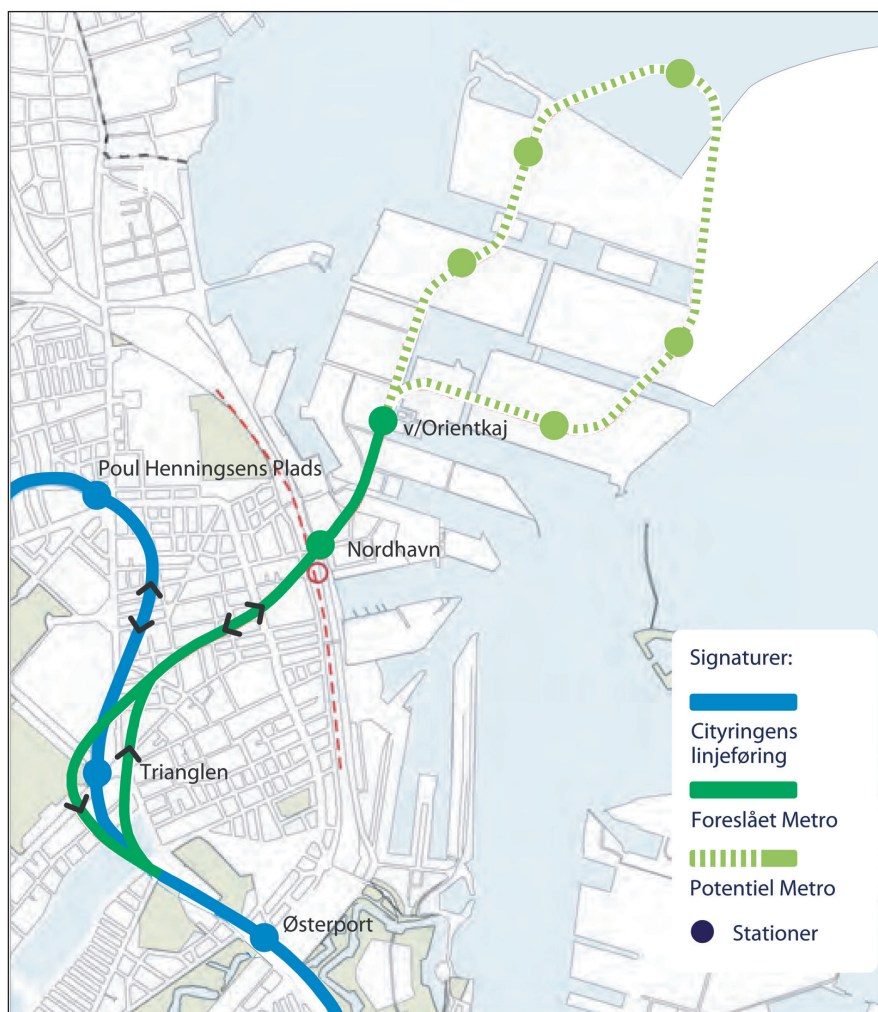 v/Orientkaj
Poul Henningsens Plads
Nordhavn
Trianglen
Østerport
Signaturer:
Cityringens
linjeføring
Foreslået Metro
Potentiel Metro
Stationer